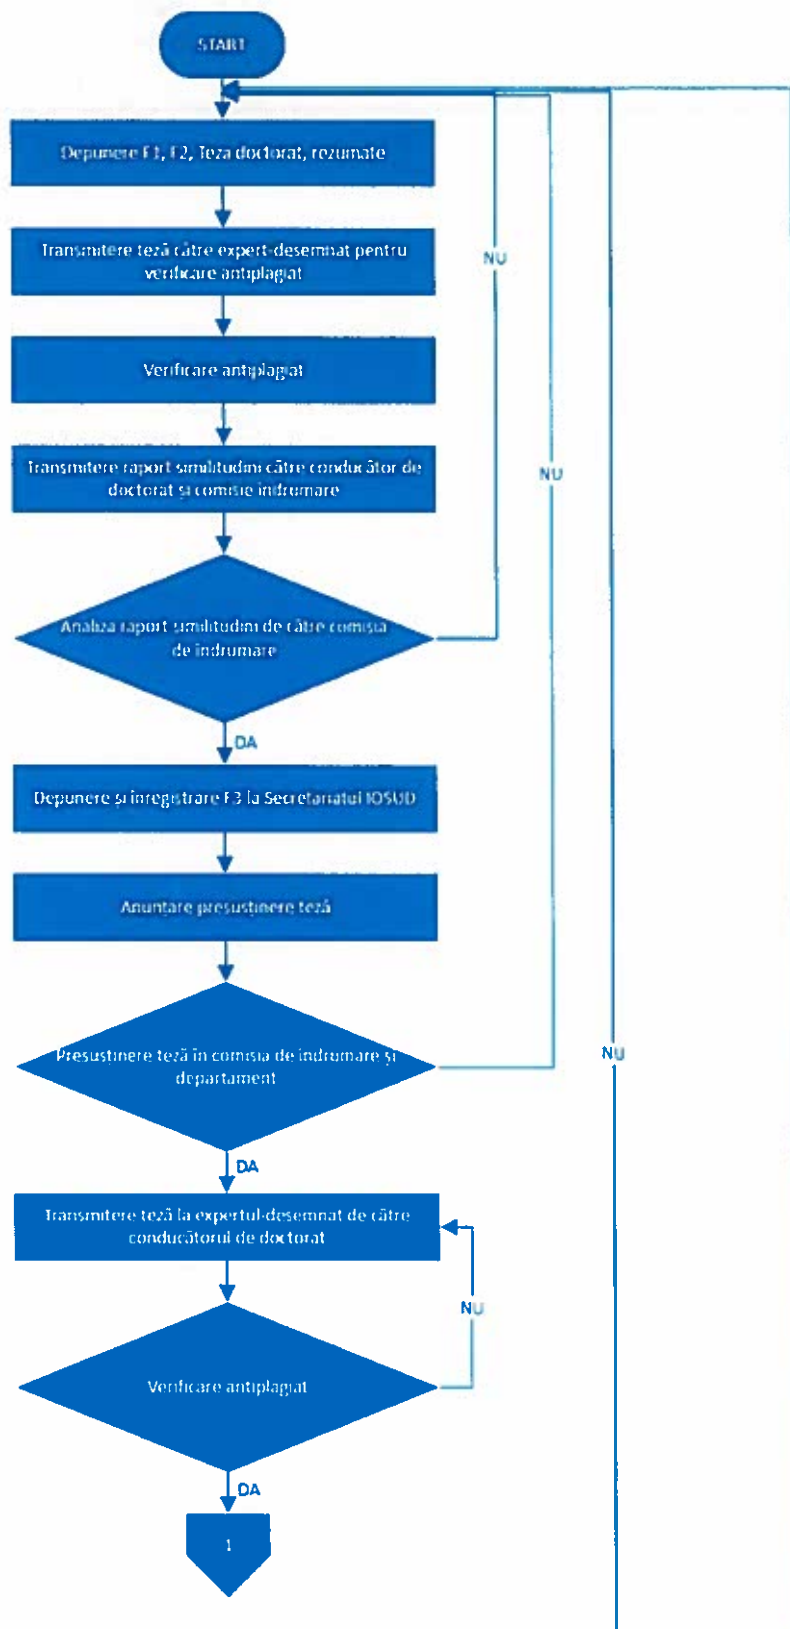 START
Depunere F1, F2, Teza doctorat, rezumate
Transmitere teză către expert-desemnat pentru
verificare antiplagiat
NU
Verificare antiplagiat
Transmitere raport similitudini către conducător de
doctorat și comisie îndrumare
NU
Analiza raport similitudini de către comisia
de îndrumare
DA
Depunere și înregistrare F3 la Secretariatul IOSUD
Anunțare presusținere teză
Presusținere teză în comisia de îndrumare și
departament
NU
DA
Transmitere teză la expertul-desemnat de către
conducătorul de doctorat
NU
Verificare antiplagiat
DA
1